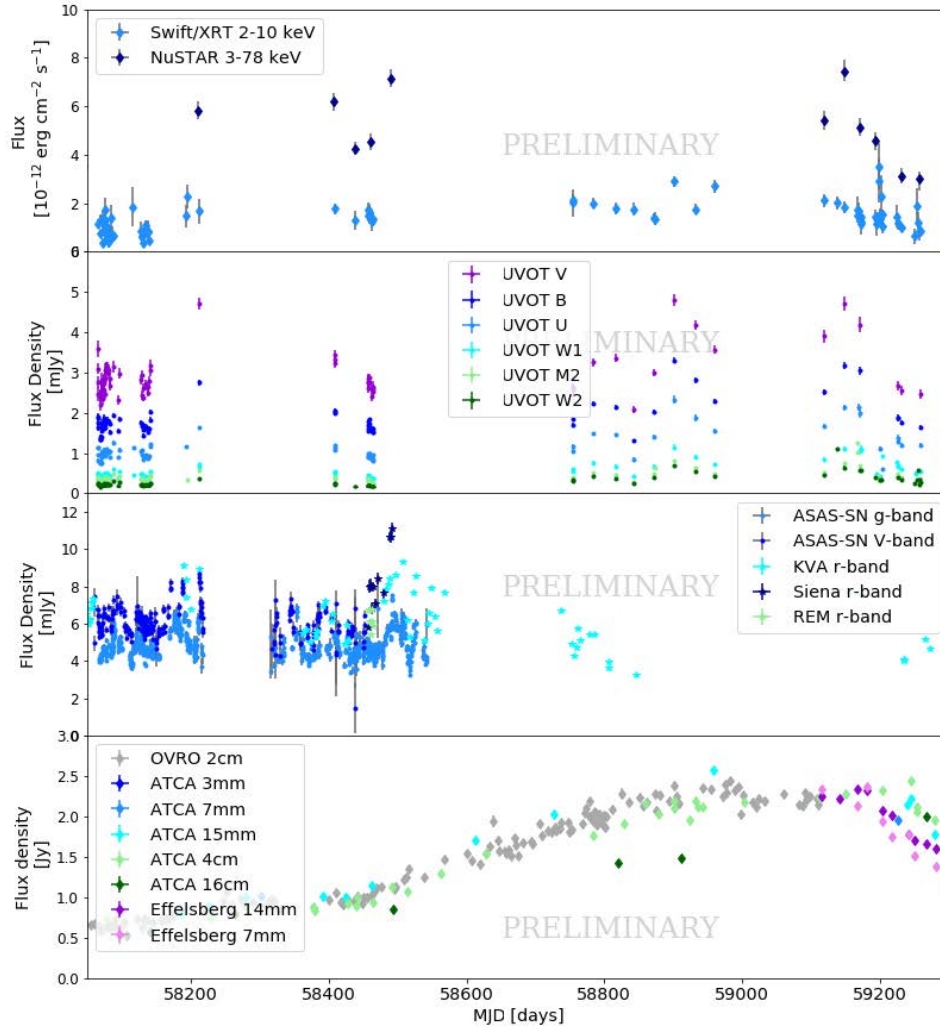 10
Swift/XRT 2-10 keV
NuSTAR 3-78 keV
8
6
4
2
Flux
[10⁻¹² erg cm⁻² s⁻¹]
PRELIMINARY
6
0
5
4
3
2
1
0
Flux Density
[mJy]
UVOT V
UVOT B
UVOT U
UVOT W1
UVOT M2
UVOT W2
PRELIMINARY
12
10
8
6
4
2
0
Flux Density
[mJy]
ASAS-SN g-band
ASAS-SN V-band
KVA r-band
Siena r-band
REM r-band
PRELIMINARY
3.0
2.5
2.0
1.5
1.0
0.5
0.0
Flux density
[Jy]
OVRO 2cm
ATCA 3mm
ATCA 7mm
ATCA 15mm
ATCA 4cm
ATCA 16cm
Effelsberg 14mm
Effelsberg 7mm
PRELIMINARY
58200
58400
58600
58800
59000
59200
MJD [days]